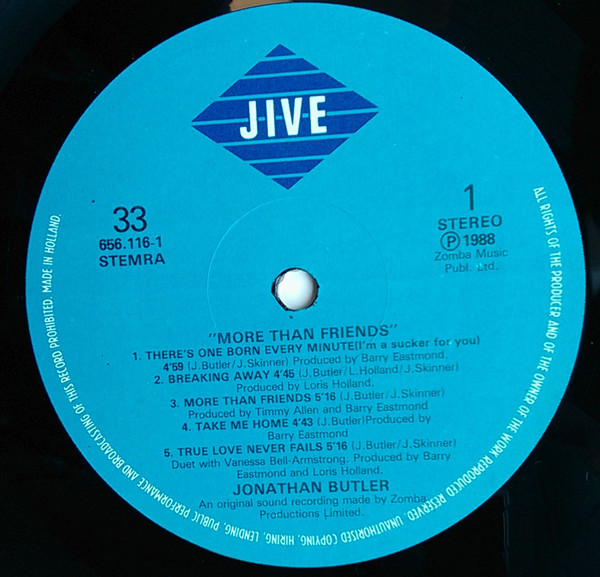 JIVE
33
656.116-1
STEMRA
1
STEREO
Ⓟ 1988
Zomba Music
Publ. Ltd.
"MORE THAN FRIENDS"
1. THERE'S ONE BORN EVERY MINUTE(I'm a sucker for you)
4'59 (J.Butler/J.Skinner) Produced by Barry Eastmond.
2. BREAKING AWAY 4'45 (J.Butler/L.Holland/J.Skinner)
Produced by Loris Holland.
3. MORE THAN FRIENDS 5'16 (J.Butler/J.Skinner)
Produced by Timmy Allen and Barry Eastmond
4. TAKE ME HOME 4'43 (J.Butler)Produced by
Barry Eastmond
5. TRUE LOVE NEVER FAILS 5'16 (J.Butler/J.Skinner)
Duet with Vanessa Bell-Armstrong. Produced by Barry
Eastmond and Loris Holland.
JONATHAN BUTLER
An original sound recording made by Zomba
Productions Limited.
ALL RIGHTS OF THE PRODUCER AND OF THE OWNER OF THE WORK REPRODUCED RESERVED. UNAUTHORISED COPYING, HIRING, LENDING, PUBLIC PERFORMANCE AND BROADCASTING OF THIS RECORD PROHIBITED. MADE IN HOLLAND.